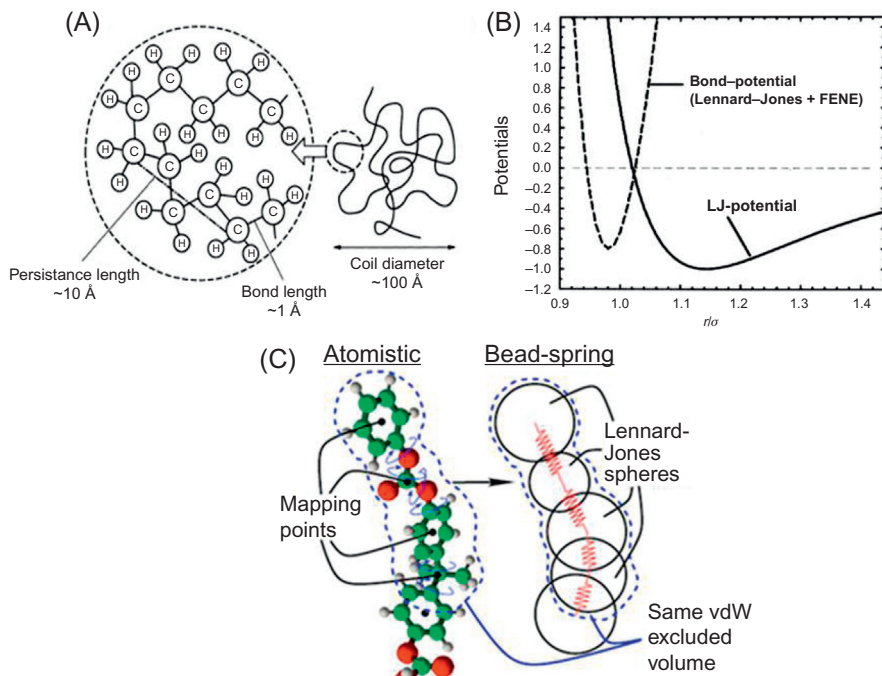 (A)
H
H
H
H
H
C
C
C
H
H
C
C
C
H
H
H
H
H
H
C
C
H
H
H
H
C
C
H
H
C
C
H
H
H
H
Persistance length
~10 Å
Bond length
~1 Å
Coil diameter
~100 Å
(B)
Potentials
1.4
1.2
1.0
0.8
0.6
0.4
0.2
0.0
−0.2
−0.4
−0.6
−0.8
−1.0
−1.2
Bond–potential
(Lennard–Jones + FENE)
LJ-potential
0.9
1.0
1.1
1.2
1.3
1.4
r/σ
(C)
Atomistic
Bead-spring
Mapping
points
Lennard-
Jones
spheres
Same vdW
excluded
volume